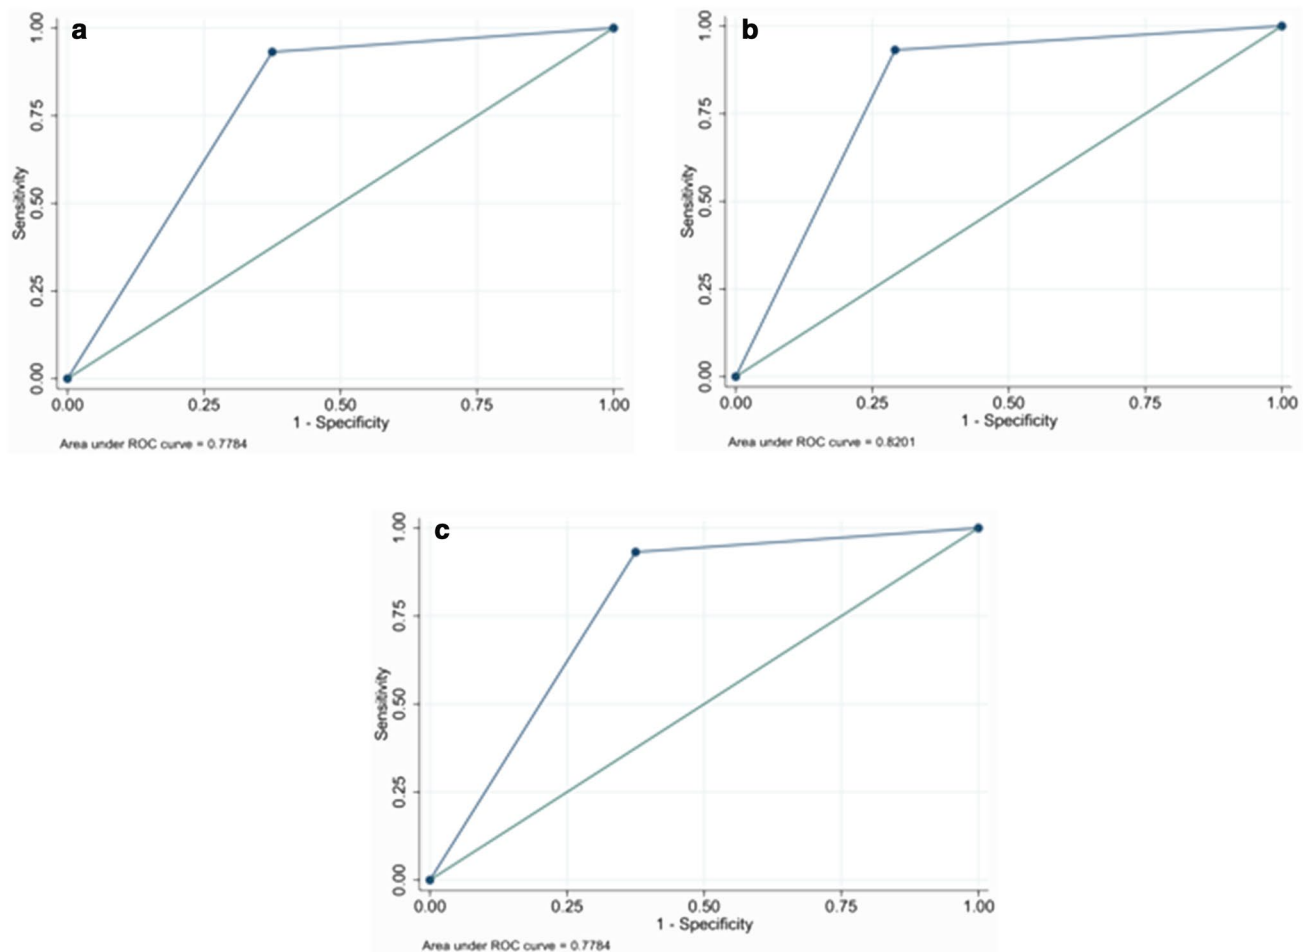 a
1.00
0.75
0.50
0.25
0.00
Sensitivity
0.00 0.25 0.50 0.75 1.00
1 - Specificity
Area under ROC curve = 0.7784
b
1.00
0.75
0.50
0.25
0.00
Sensitivity
0.00 0.25 0.50 0.75 1.00
1 - Specificity
Area under ROC curve = 0.8201
c
1.00
0.75
0.50
0.25
0.00
Sensitivity
0.00 0.25 0.50 0.75 1.00
1 - Specificity
Area under ROC curve = 0.7784